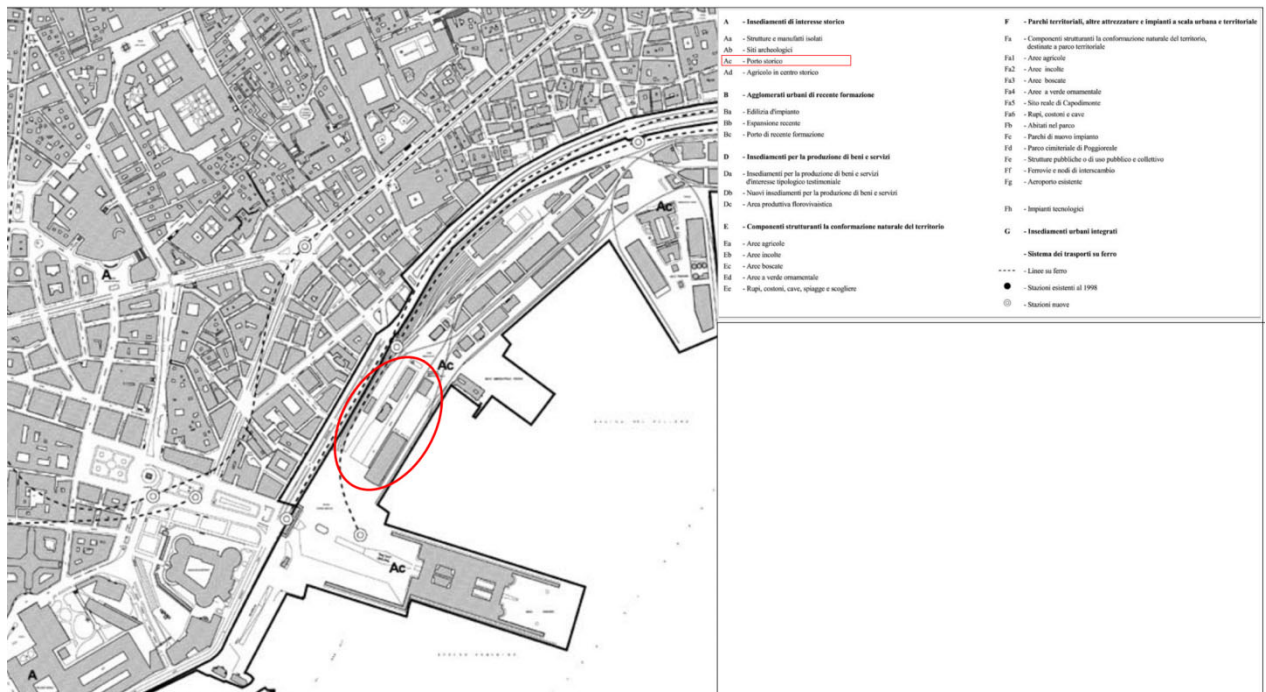 A - Insediamenti di interesse storico
Aa - Strutture e manufatti isolati
Ab - Siti archeologici
Ac - Porto storico
Ad - Agricolo in centro storico
B - Agglomerati urbani di recente formazione
Ba - Edilizia d'impianto
Bb - Espansione recente
Bc - Porto di recente formazione
D - Insediamenti per la produzione di beni e servizi
Da - Insediamenti per la produzione di beni e servizi
d'interesse tipologico testimoniale
Db - Nuovi insediamenti per la produzione di beni e servizi
Dc - Area produttiva florovivaistica
E - Componenti strutturanti la conformazione naturale del territorio
Ea - Aree agricole
Eb - Aree incolte
Ec - Aree boscate
Ed - Aree a verde ornamentale
Ee - Rupi, costoni, cave, spiagge e scogliere
F - Parchi territoriali, altre attrezzature e impianti a scala urbana e territoriale
Fa - Componenti strutturanti la conformazione naturale del territorio,
destinate a parco territoriale
Fa1 - Aree agricole
Fa2 - Aree incolte
Fa3 - Aree boscate
Fa4 - Aree a verde ornamentale
Fa5 - Sito reale di Capodimonte
Fa6 - Rupi, costoni e cave
Fb - Abitati nel parco
Fc - Parchi di nuovo impianto
Fd - Parco cimiteriale di Poggioreale
Fe - Strutture pubbliche o di uso pubblico e collettivo
Ff - Ferrovie e nodi di interscambio
Fg - Aeroporto esistente
Fh - Impianti tecnologici
G - Insediamenti urbani integrati
- Sistema dei trasporti su ferro
- Linee su ferro
- Stazioni esistenti al 1998
- Stazioni nuove
Ac
A
Ac
Ac
A